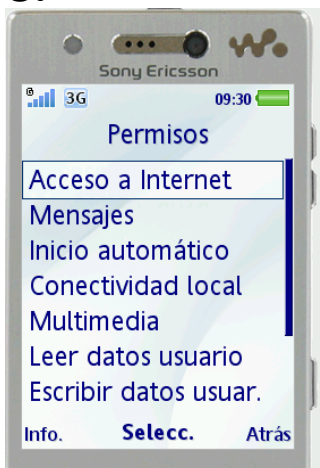 Sony Ericsson
3G 09:30
Permisos
Acceso a Internet
Mensajes
Inicio automático
Conectividad local
Multimedia
Leer datos usuario
Escribir datos usuar.
Info. Selecc. Atrás